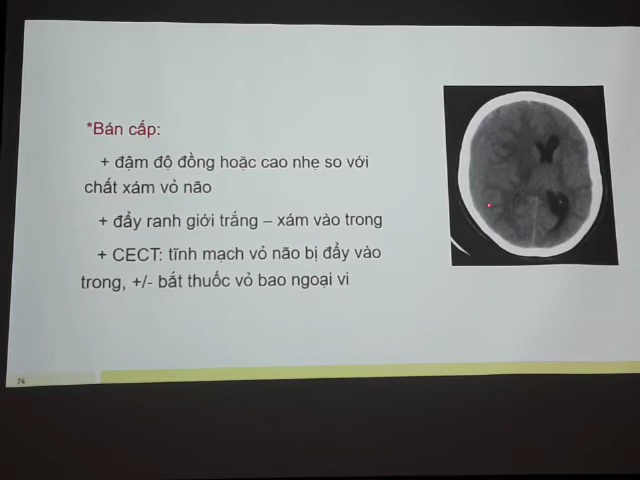 *Bán cấp:
+ đậm độ đồng hoặc cao nhẹ so với
chất xám vỏ não
+ đẩy ranh giới trắng – xám vào trong
+ CECT: tĩnh mạch vỏ não bị đẩy vào
trong, +/- bắt thuốc vỏ bao ngoại vi
74